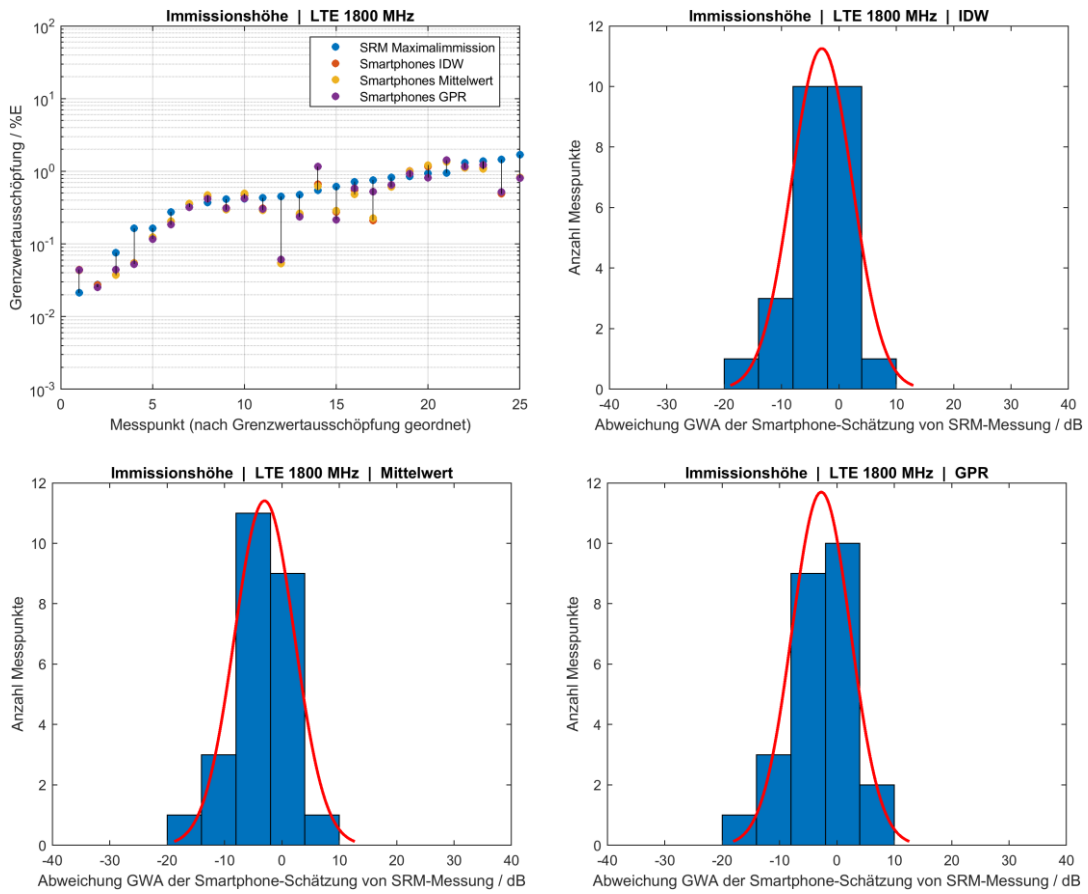 Immissionshöhe | LTE 1800 MHz
10^2
10^1
10^0
10^-1
10^-2
10^-3
Grenzwertausschöpfung / %E
SRM Maximalimmission
Smartphones IDW
Smartphones Mittelwert
Smartphones GPR
0 5 10 15 20 25
Messpunkt (nach Grenzwertausschöpfung geordnet)
Immissionshöhe | LTE 1800 MHz | IDW
12
10
8
6
4
2
0
Anzahl Messpunkte
-40 -30 -20 -10 0 10 20 30 40
Abweichung GWA der Smartphone-Schätzung von SRM-Messung / dB
Immissionshöhe | LTE 1800 MHz | Mittelwert
12
10
8
6
4
2
0
Anzahl Messpunkte
-40 -30 -20 -10 0 10 20 30 40
Abweichung GWA der Smartphone-Schätzung von SRM-Messung / dB
Immissionshöhe | LTE 1800 MHz | GPR
12
10
8
6
4
2
0
Anzahl Messpunkte
-40 -30 -20 -10 0 10 20 30 40
Abweichung GWA der Smartphone-Schätzung von SRM-Messung / dB